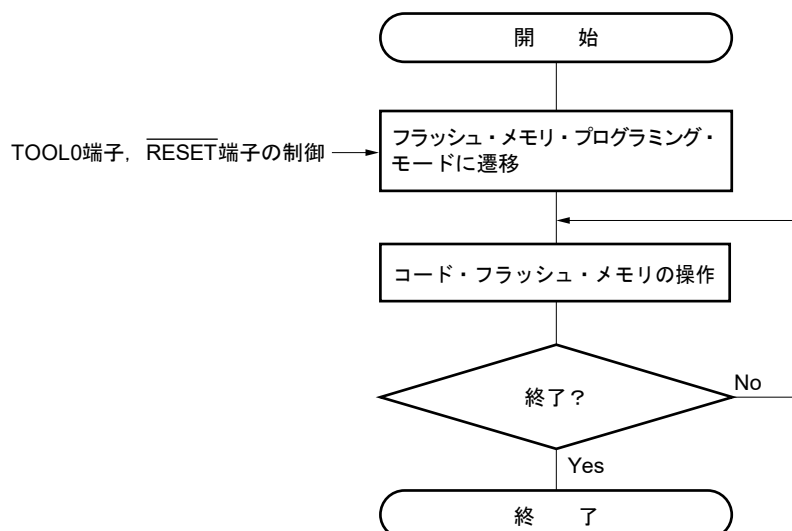 開　　始
TOOL0端子，RESET端子の制御
フラッシュ・メモリ・プログラミング・
モードに遷移
コード・フラッシュ・メモリの操作
終了？
No
Yes
終　　了